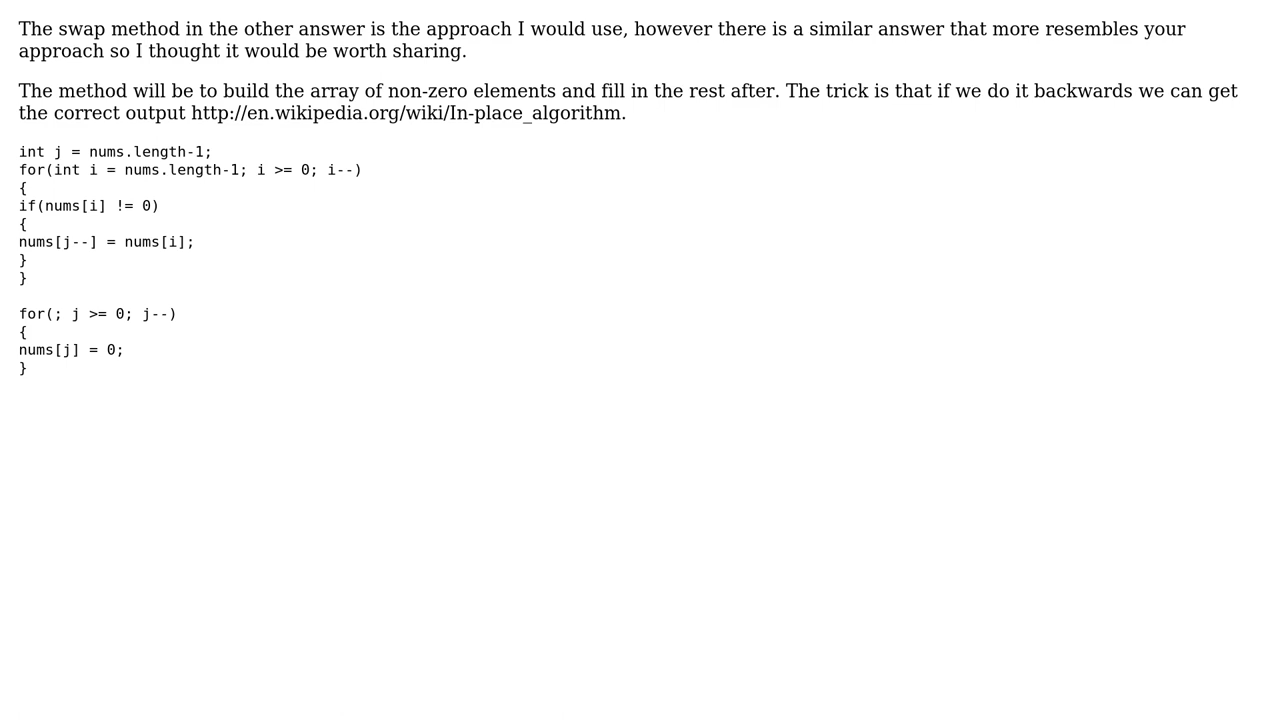 The swap method in the other answer is the approach I would use, however there is a similar answer that more resembles your
approach so I thought it would be worth sharing.
The method will be to build the array of non-zero elements and fill in the rest after. The trick is that if we do it backwards we can get
the correct output http://en.wikipedia.org/wiki/In-place_algorithm.
int j = nums.length-1;
for(int i = nums.length-1; i >= 0; i--)
{
if(nums[i] != 0)
{
nums[j--] = nums[i];
}
}
for(; j >= 0; j--)
{
nums[j] = 0;
}